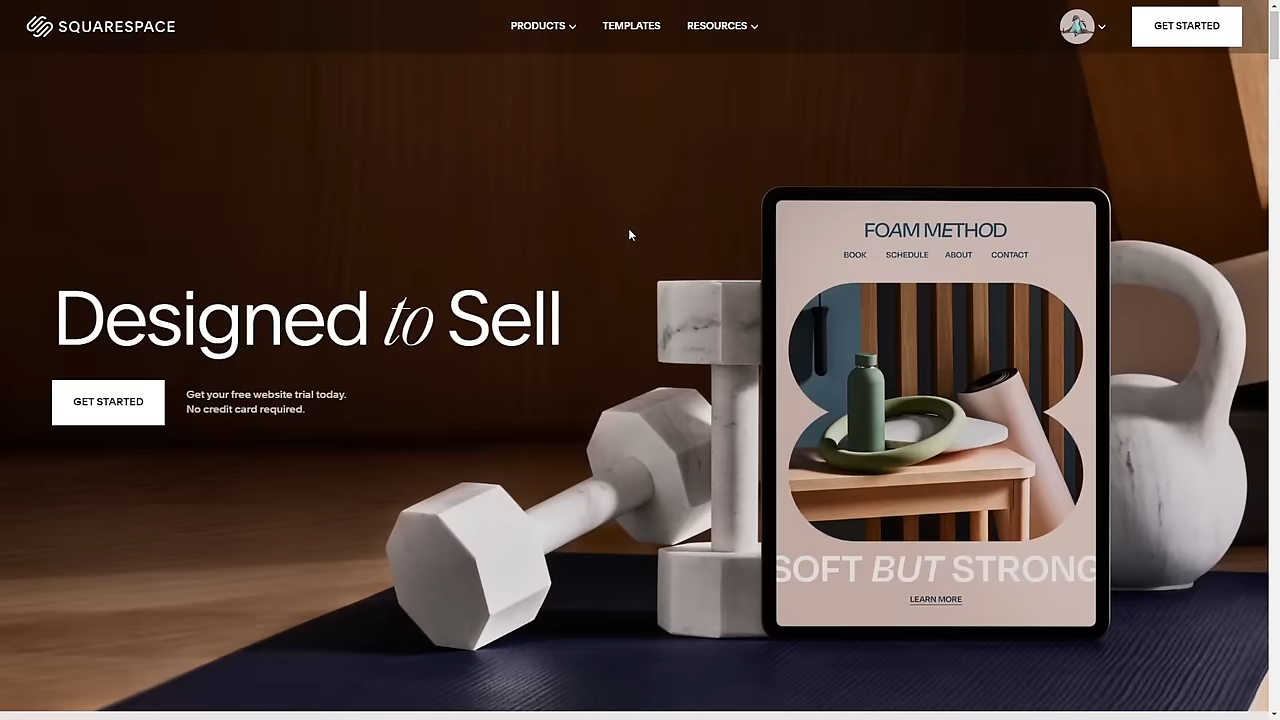 SQUARESPACE
PRODUCTS
TEMPLATES
RESOURCES
GET STARTED
FOAM METHOD
BOOK
SCHEDULE
ABOUT
CONTACT
Designed to Sell
GET STARTED
Get your free website trial today.
No credit card required.
SOFT BUT STRONG
LEARN MORE